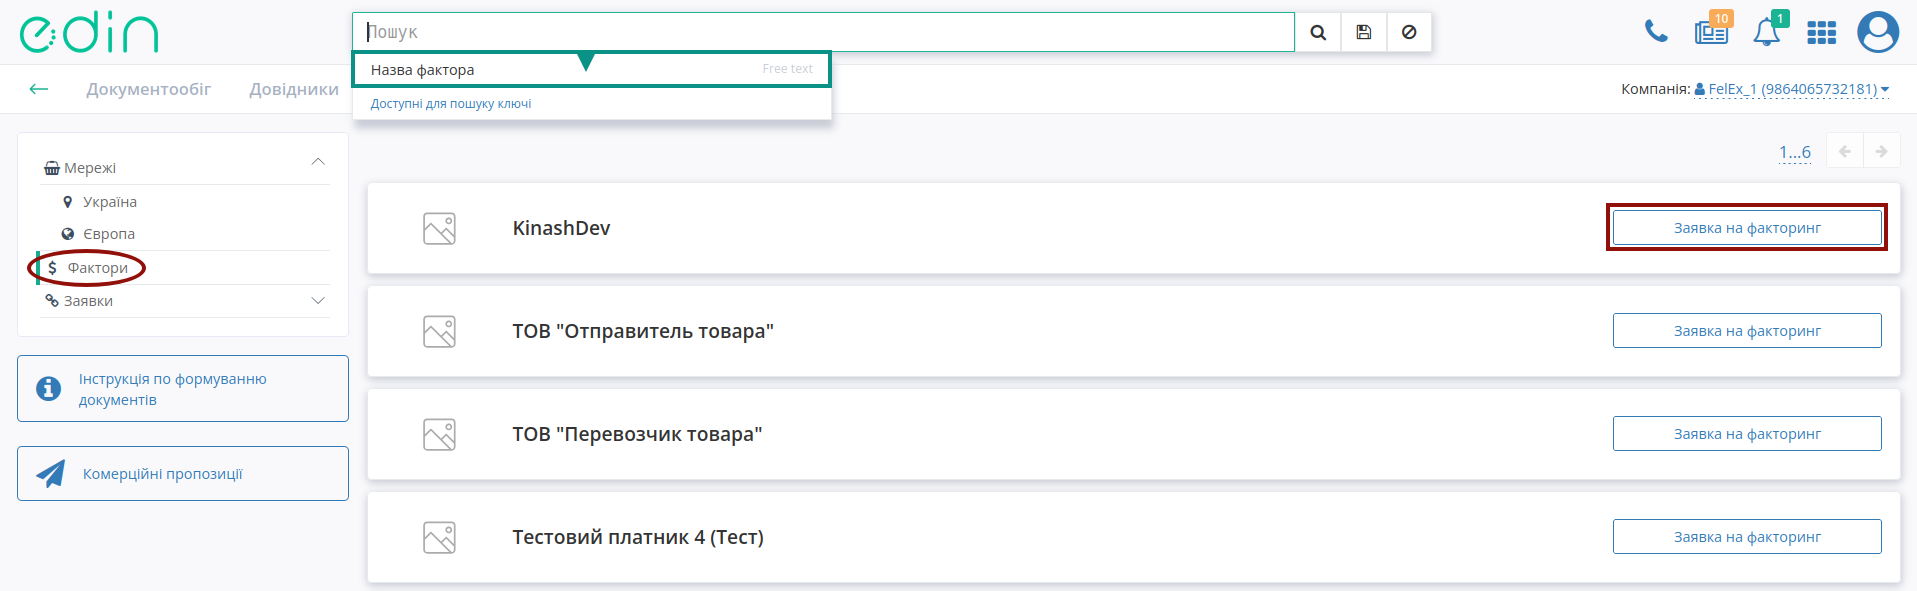 edin
Пошук
10
1
Назва фактора
Free text
Доступні для пошуку ключі
Документообіг
Довідники
Компанія: FelEx_1 (9864065732181)
1...6
Мережі
Україна
Європа
Фактори
Заявки
Інструкція по формуванню
документів
Комерційні пропозиції
KinashDev
Заявка на факторинг
ТОВ "Отправитель товара"
Заявка на факторинг
ТОВ "Перевозчик товара"
Заявка на факторинг
Тестовий платник 4 (Тест)
Заявка на факторинг